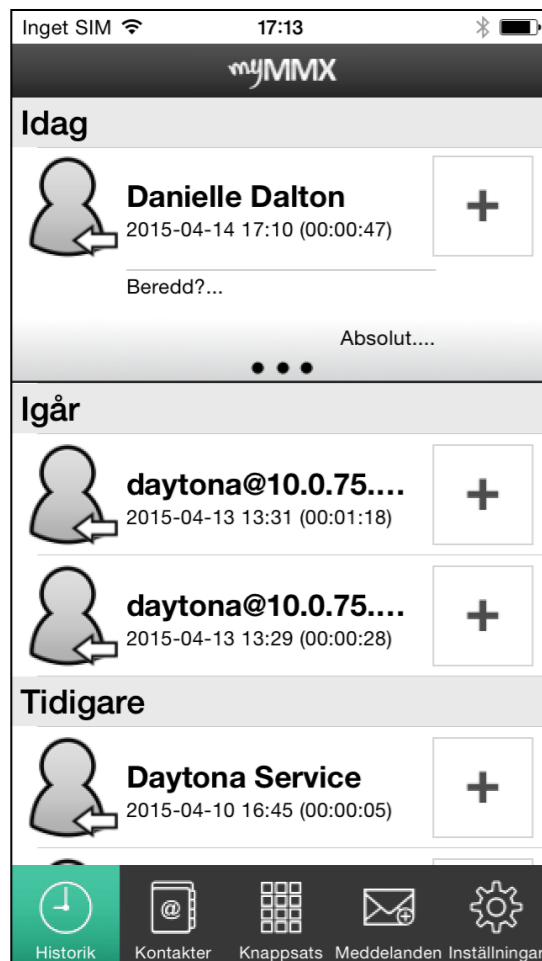 Inget SIM 17:13
myMMX
Idag
Danielle Dalton
2015-04-14 17:10 (00:00:47)
Beredd?...
Absolut....
Igår
daytona@10.0.75....
2015-04-13 13:31 (00:01:18)
daytona@10.0.75....
2015-04-13 13:29 (00:00:28)
Tidigare
Daytona Service
2015-04-10 16:45 (00:00:05)
Historik Kontakter Knappsats Meddelanden Inställningar